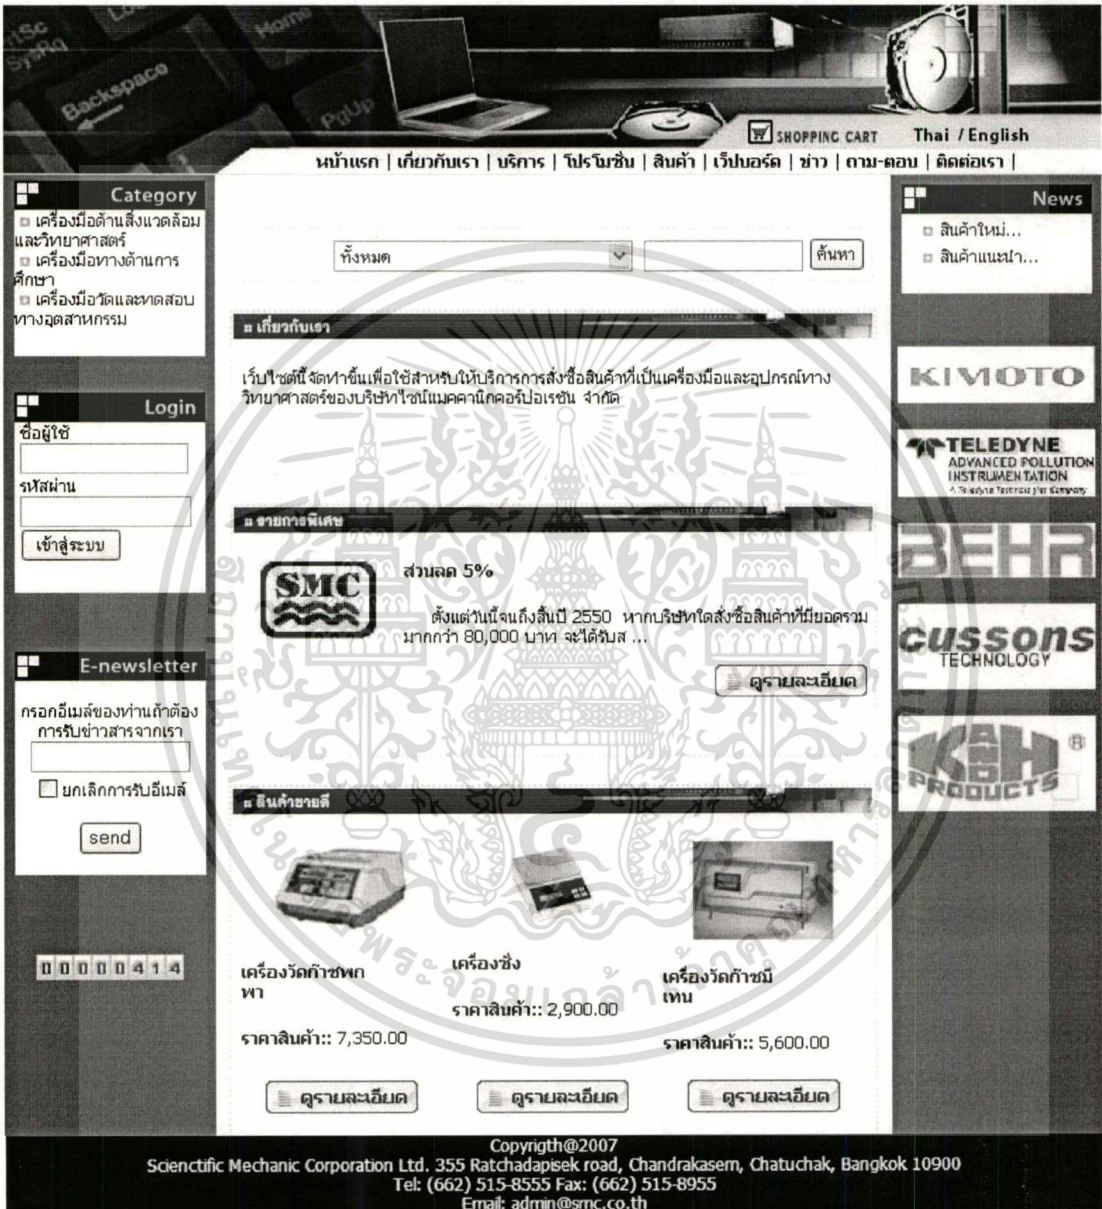 SHOPPING CART Thai / English
หน้าแรก | เกี่ยวกับเรา | บริการ | โปรโมชั่น | สินค้า | เว็บบอร์ด | ข่าว | ถาม-ตอบ | ติดต่อเรา |
Category
เครื่องมือด้านสิ่งแวดล้อม
และวิทยาศาสตร์
เครื่องมือทางด้านการ
ศึกษา
เครื่องมือวัดและทดสอบ
ทางอุตสาหกรรม
Login
ชื่อผู้ใช้
รหัสผ่าน
เข้าสู่ระบบ
E-newsletter
กรอกอีเมล์ของท่านถ้าต้อง
การรับข่าวสารจากเรา
ยกเลิกการรับอีเมล์
send
00000414
ทั้งหมด
ค้นหา
เกี่ยวกับเรา
เว็บไซต์นี้จัดทำขึ้นเพื่อใช้สำหรับให้บริการการสั่งซื้อสินค้าที่เป็นเครื่องมือและอุปกรณ์ทาง
วิทยาศาสตร์ของบริษัทไซน์แมคคานิกคอร์ปอเรชัน จำกัด
รายการพิเศษ
SMC
ส่วนลด 5%
ตั้งแต่วันนี้จนถึงสิ้นปี 2550 หากบริษัทใดสั่งซื้อสินค้าที่มียอดรวม
มากกว่า 80,000 บาท จะได้รับส ...
ดูรายละเอียด
สินค้าขายดี
เครื่องวัดก๊าซพก
พา
ราคาสินค้า:: 7,350.00
ดูรายละเอียด
เครื่องชั่ง
ราคาสินค้า:: 2,900.00
ดูรายละเอียด
เครื่องวัดก๊าซมี
เทน
ราคาสินค้า:: 5,600.00
ดูรายละเอียด
News
สินค้าใหม่...
สินค้าแนะนำ...
KIMOTO
TELEDYNE
ADVANCED POLLUTION
INSTRUMENTATION
A Teledyne Technologies Company
BEHR
cussons
TECHNOLOGY
K AND H ®
PRODUCTS
Copyrigth@2007
Scienctific Mechanic Corporation Ltd. 355 Ratchadapisek road, Chandrakasem, Chatuchak, Bangkok 10900
Tel: (662) 515-8555 Fax: (662) 515-8955
Email: admin@smc.co.th
Backspace
Home
PgUp
SysRq